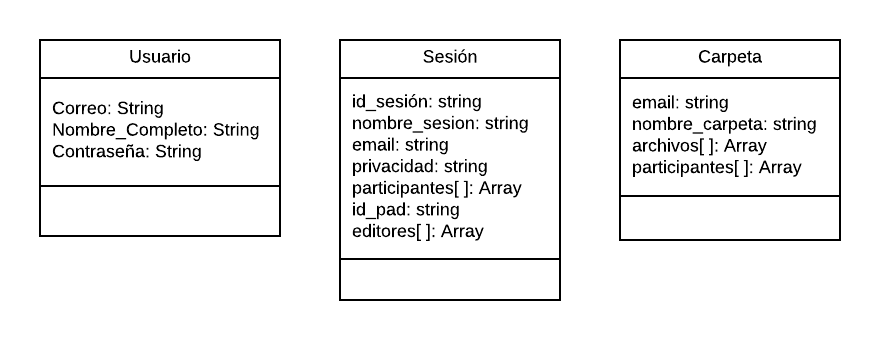 Usuario
Correo: String
Nombre_Completo: String
Contraseña: String
Sesión
id_sesión: string
nombre_sesion: string
email: string
privacidad: string
participantes[ ]: Array
id_pad: string
editores[ ]: Array
Carpeta
email: string
nombre_carpeta: string
archivos[ ]: Array
participantes[ ]: Array